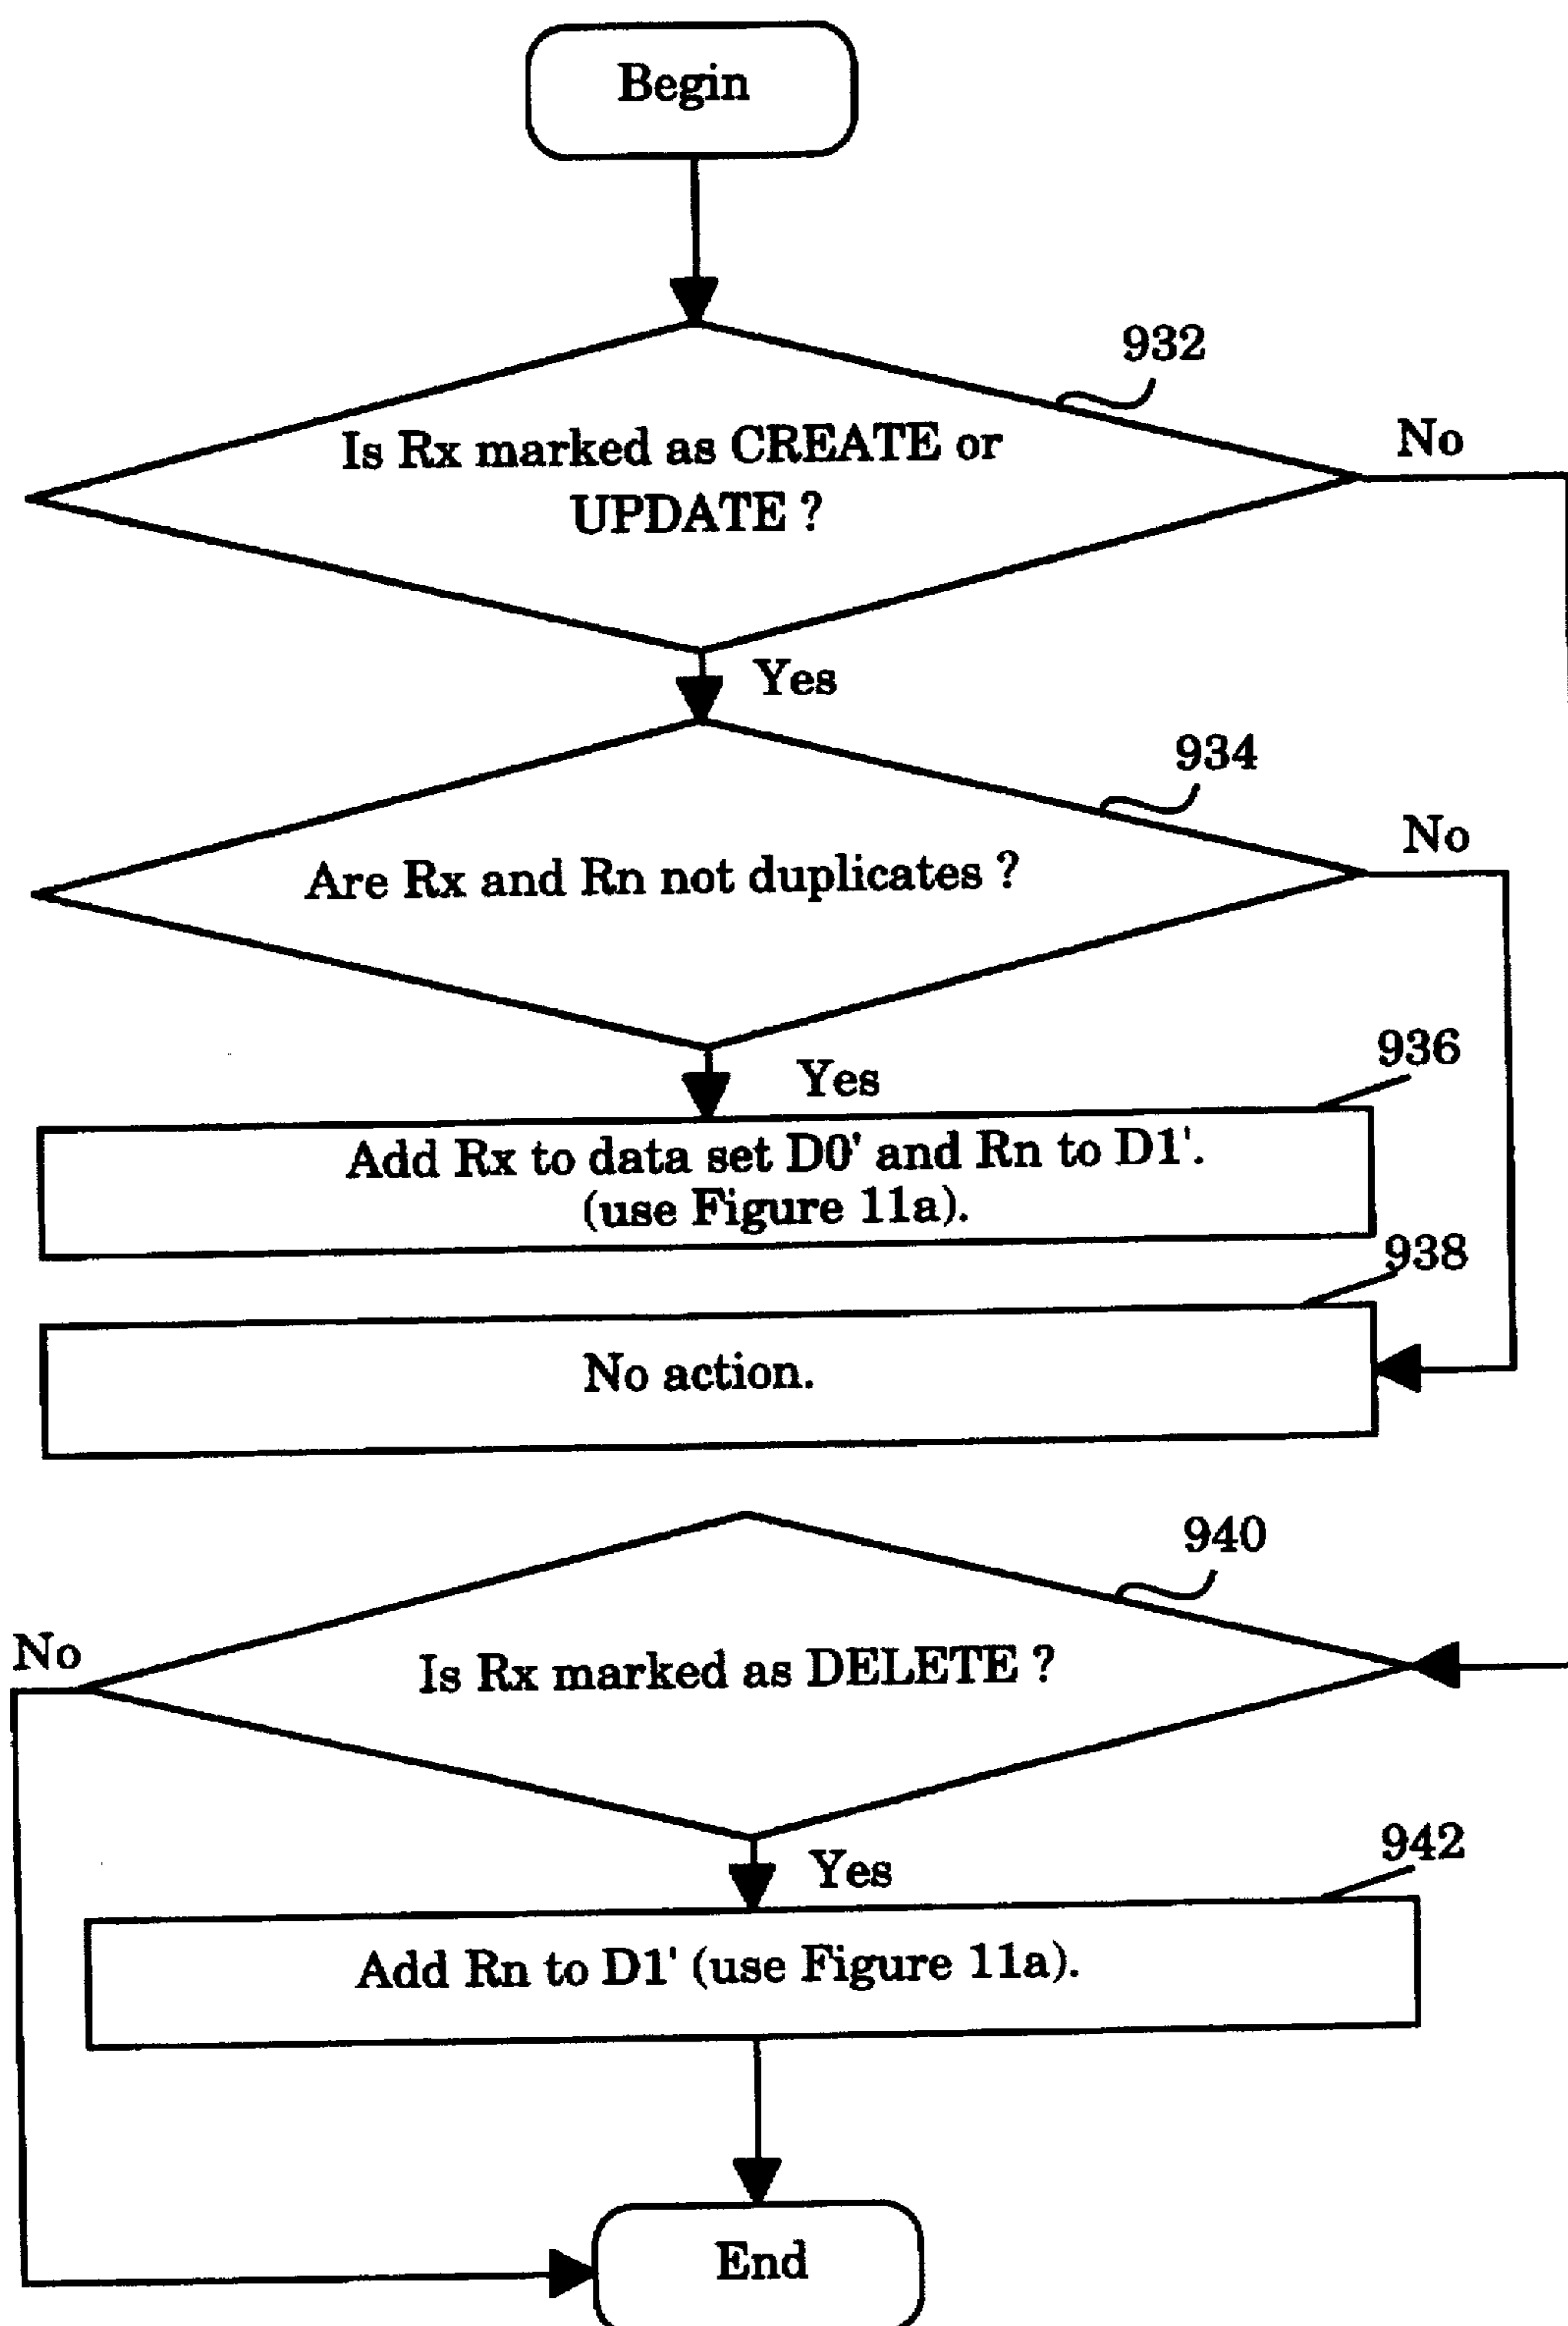 Begin
932
Is Rx marked as CREATE or
UPDATE ?
No
Yes
934
Are Rx and Rn not duplicates ?
No
Yes
936
Add Rx to data set D0' and Rn to D1'.
(use Figure 11a).
938
No action.
940
Is Rx marked as DELETE ?
No
Yes
942
Add Rn to D1' (use Figure 11a).
End